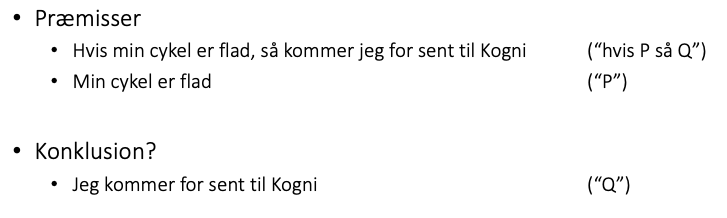 • Præmisser
• Hvis min cykel er flad, så kommer jeg for sent til Kogni (“hvis P så Q”)
• Min cykel er flad (“P”)
• Konklusion?
• Jeg kommer for sent til Kogni (“Q”)